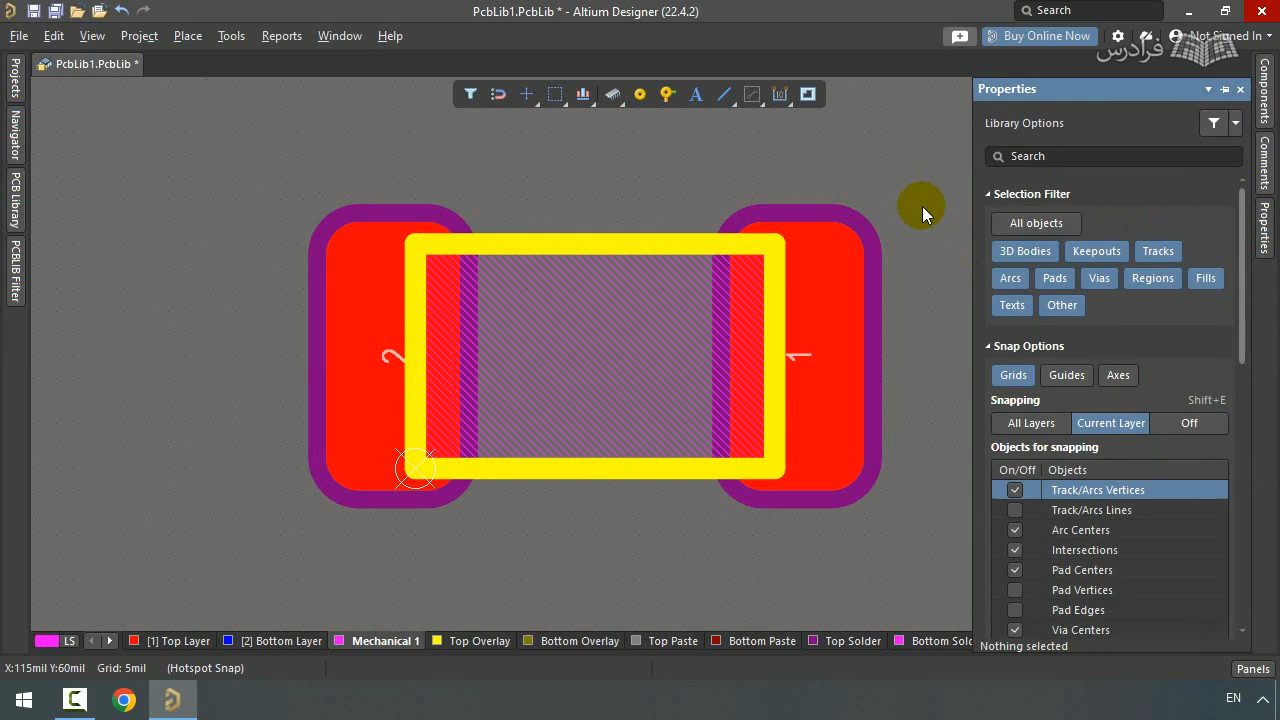 PcbLib1.PcbLib * - Altium Designer (22.4.2)
Search
File Edit View Project Place Tools Reports Window Help
Buy Online Now
Not Signed In
فرادرس
PcbLib1.PcbLib *
Projects
Navigator
PCB Library
PCBLIB Filter
Components
Comments
Properties
Properties
Library Options
Search
Selection Filter
All objects
3D Bodies Keepouts Tracks
Arcs Pads Vias Regions Fills
Texts Other
Snap Options
Grids Guides Axes
Snapping Shift+E
All Layers Current Layer Off
Objects for snapping
On/Off Objects
Track/Arcs Vertices
Track/Arcs Lines
Arc Centers
Intersections
Pad Centers
Pad Vertices
Pad Edges
Via Centers
Nothing selected
2
1
LS [1] Top Layer [2] Bottom Layer Mechanical 1 Top Overlay Bottom Overlay Top Paste Bottom Paste Top Solder Bottom Sold
X:115mil Y:60mil Grid: 5mil (Hotspot Snap)
Panels
EN